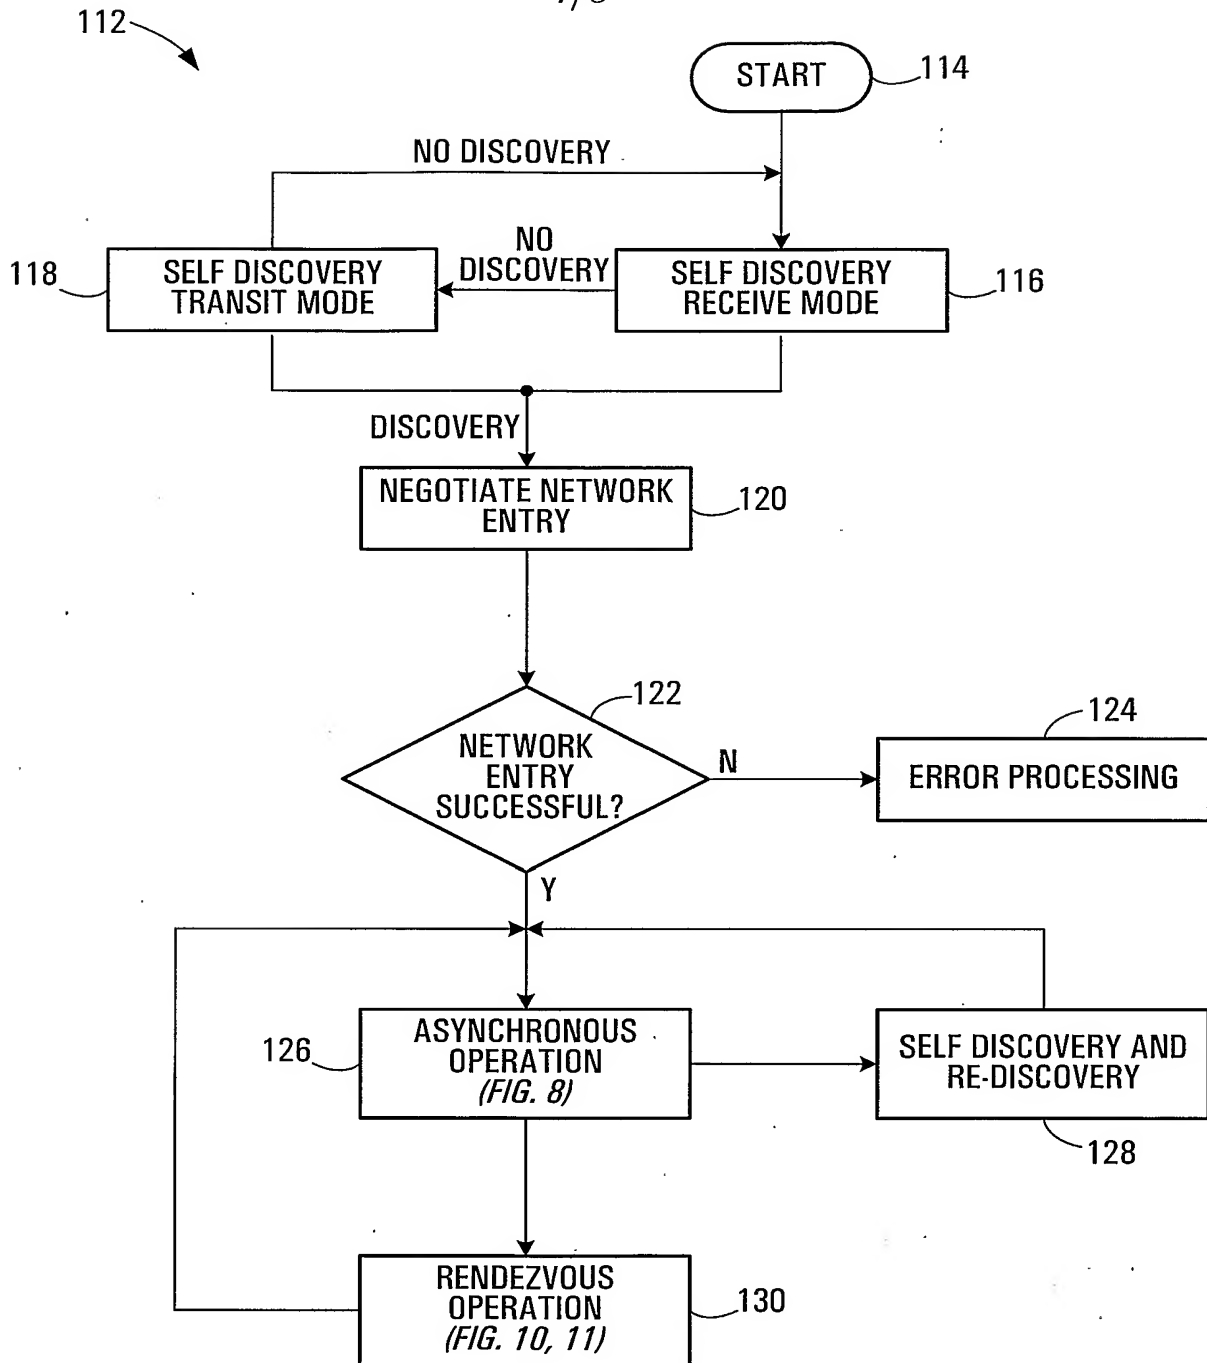 112
START
114
NO DISCOVERY
NO
DISCOVERY
118
SELF DISCOVERY
TRANSIT MODE
SELF DISCOVERY
RECEIVE MODE
116
DISCOVERY
NEGOTIATE NETWORK
ENTRY
120
122
NETWORK
ENTRY
SUCCESSFUL?
N
124
ERROR PROCESSING
Y
126
ASYNCHRONOUS
OPERATION
(FIG. 8)
SELF DISCOVERY AND
RE-DISCOVERY
128
RENDEZVOUS
OPERATION
(FIG. 10, 11)
130